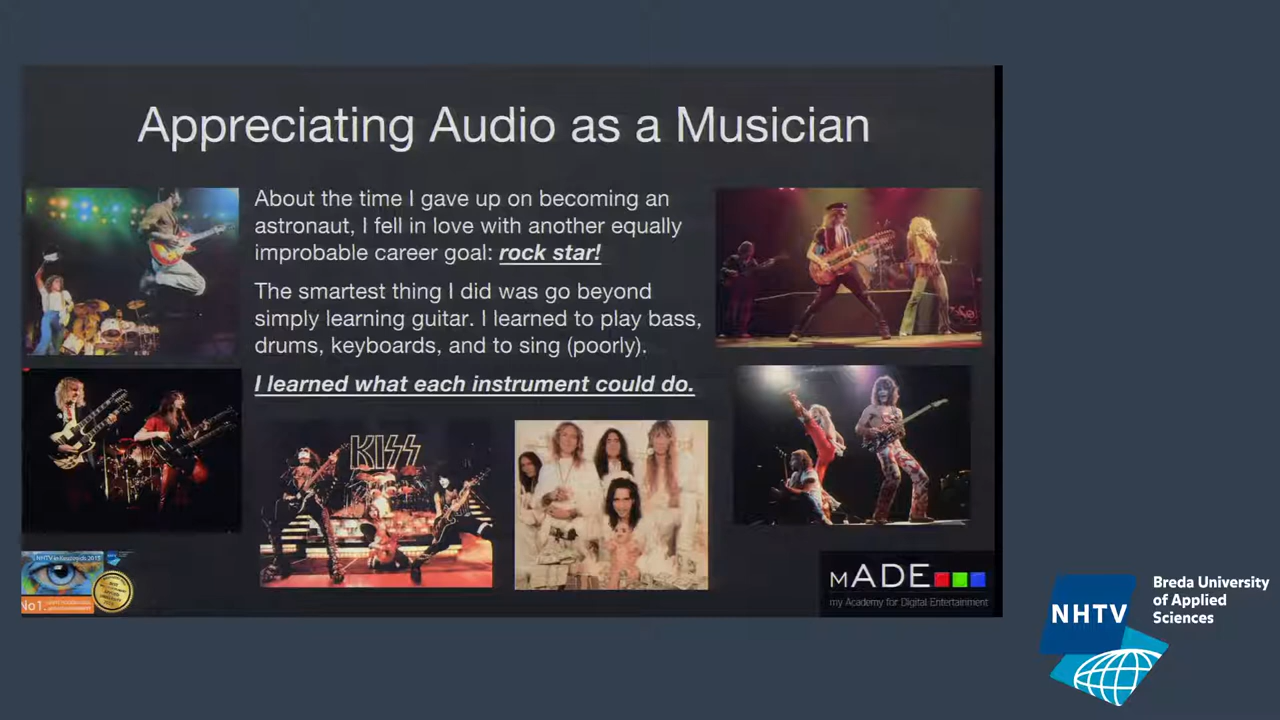 Appreciating Audio as a Musician
About the time I gave up on becoming an
astronaut, I fell in love with another equally
improbable career goal: rock star!
The smartest thing I did was go beyond
simply learning guitar. I learned to play bass,
drums, keyboards, and to sing (poorly).
I learned what each instrument could do.
KISS
No1.
mADE
my Academy for Digital Entertainment
NHTV
Breda University
of Applied
Sciences